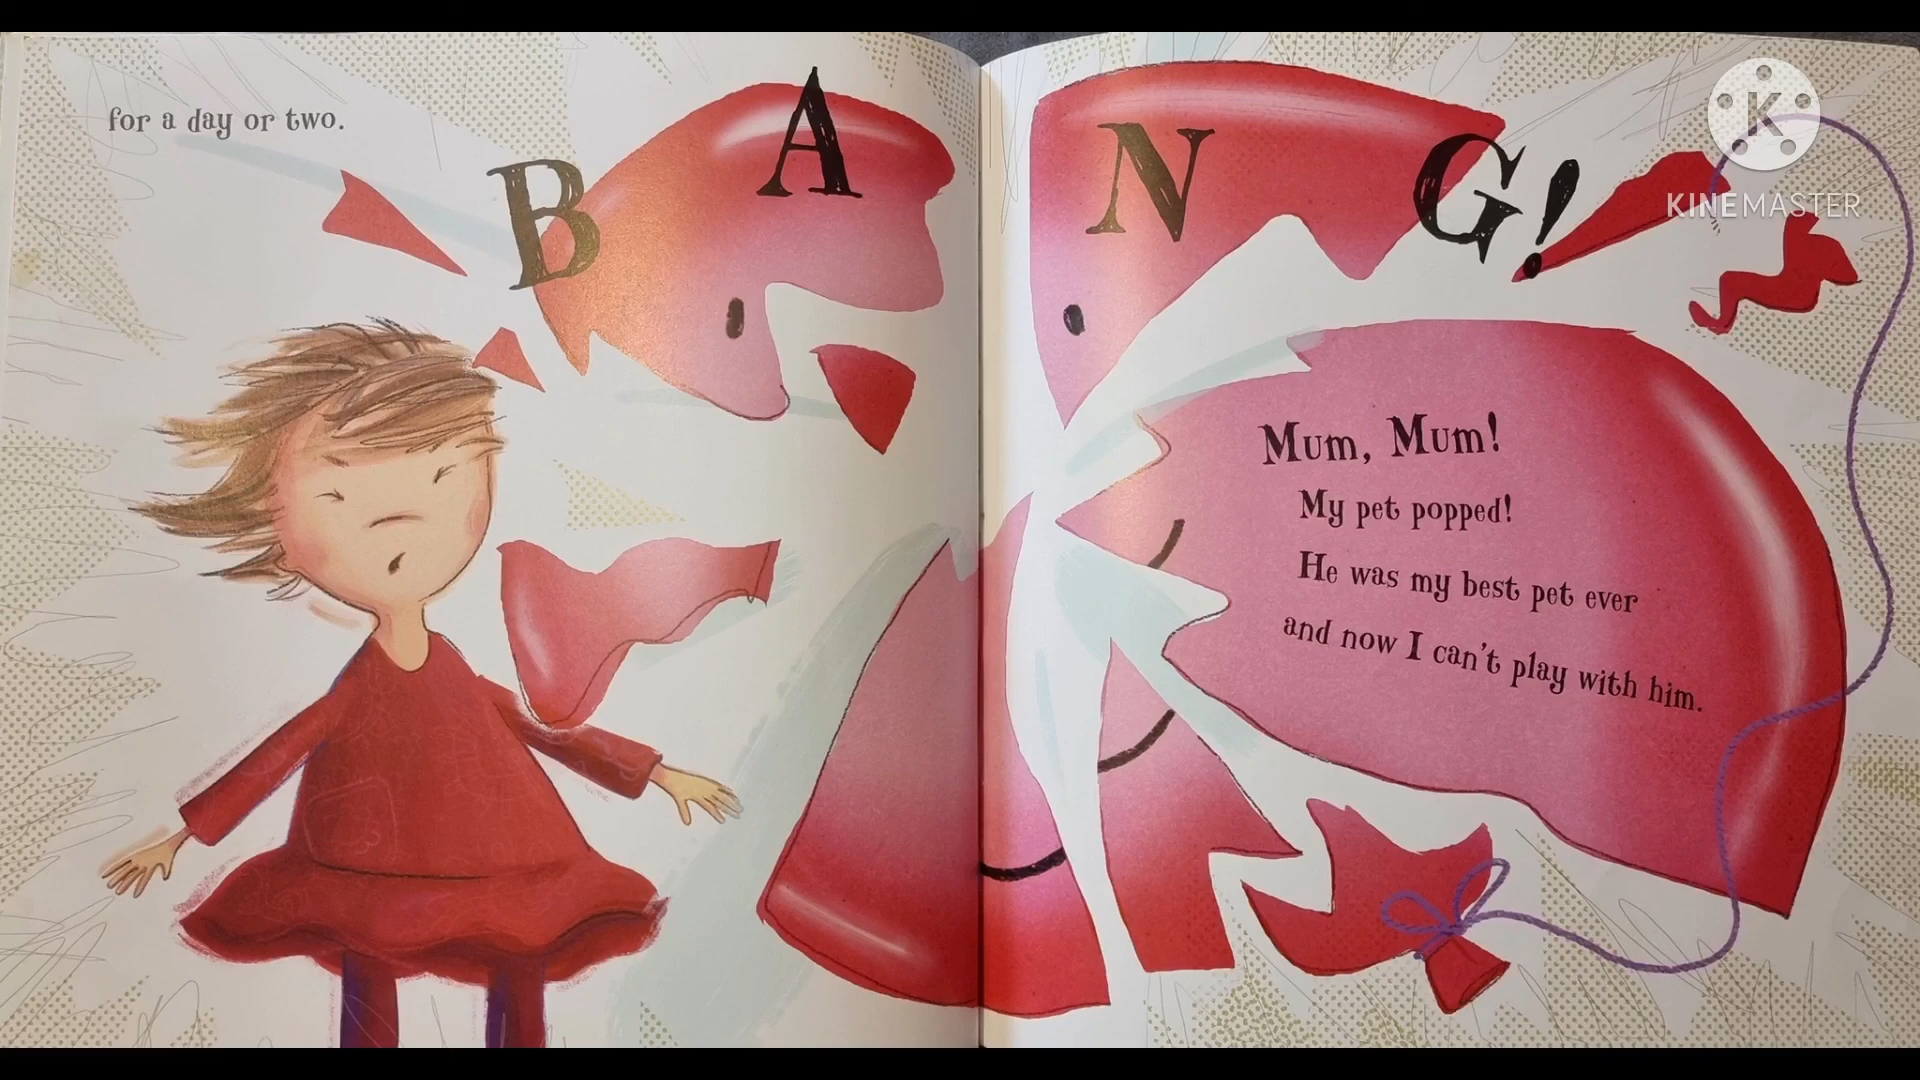 for a day or two.
BANG!
Mum, Mum!
My pet popped!
He was my best pet ever
and now I can't play with him.
K
KINEMASTER